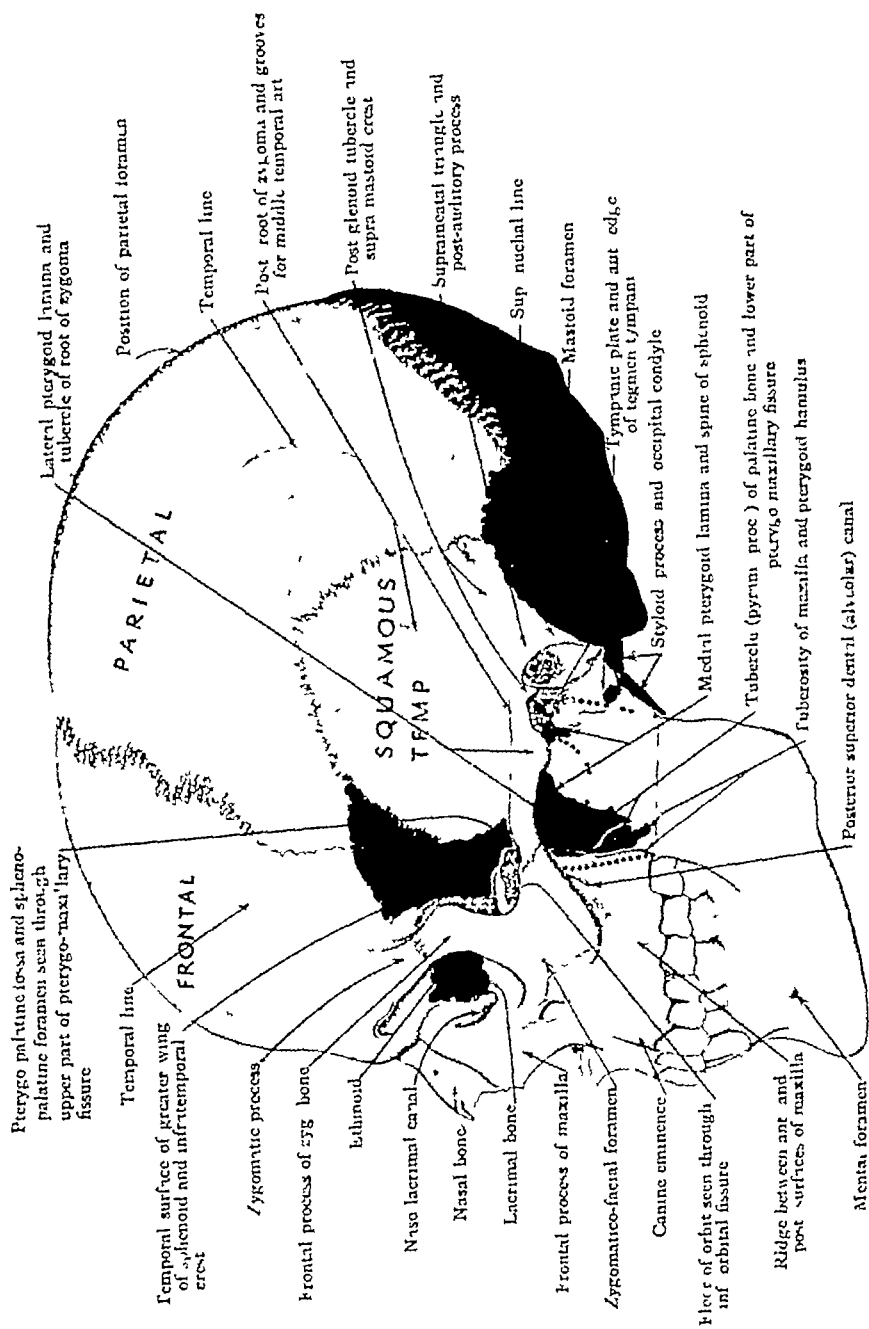 Pterygo palatine fossa and spheno-
palatine foramen seen through
upper part of pterygo-maxillary
fissure
Temporal line
Temporal surface of greater wing
of sphenoid and infratemporal
crest
Zygomatic process
Frontal process of zyg bone
Ethmoid
Naso lacrimal canal
Nasal bone
Lacrimal bone
Frontal process of maxilla
Zygomatico-facial foramen
Canine eminence
Floor of orbit seen through
inf orbital fissure
Ridge between ant and
post surfaces of maxilla
Mental foramen
FRONTAL
PARIETAL
SQUAMOUS
TEMP
Lateral pterygoid lamina and
tubercle of root of zygoma
Position of parietal foramen
Temporal line
Post root of zygoma and grooves
for middle temporal art
Post glenoid tubercle and
supra mastoid crest
Suprameatal triangle and
post-auditory process
Sup nuchal line
Mastoid foramen
Tympanic plate and ant edge
of tegmen tympani
Styloid process and occipital condyle
Medial pterygoid lamina and spine of sphenoid
Tubercle (pyram proc ) of palatine bone and lower part of
pterygo maxillary fissure
Tuberosity of maxilla and pterygoid hamulus
Posterior superior dental (alveolar) canal